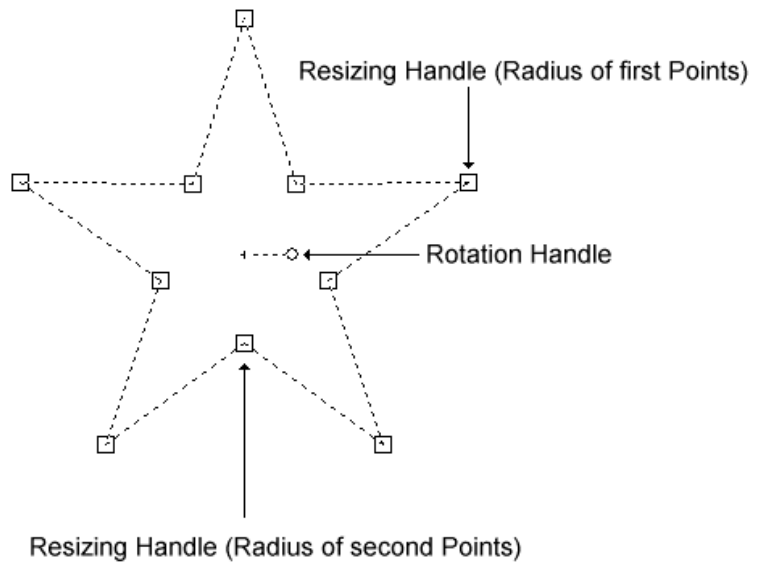 Resizing Handle (Radius of first Points)
Rotation Handle
Resizing Handle (Radius of second Points)